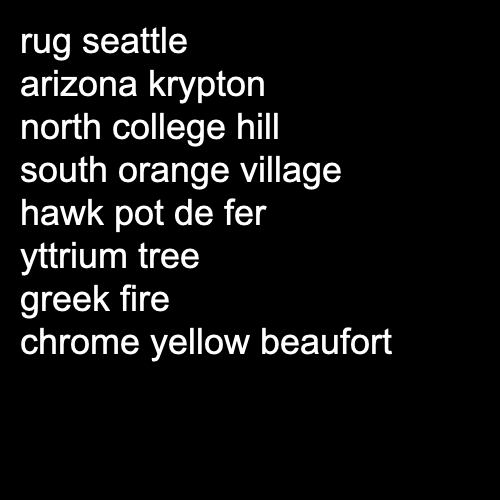 rug seattle
arizona krypton
north college hill
south orange village
hawk pot de fer
yttrium tree
greek fire
chrome yellow beaufort